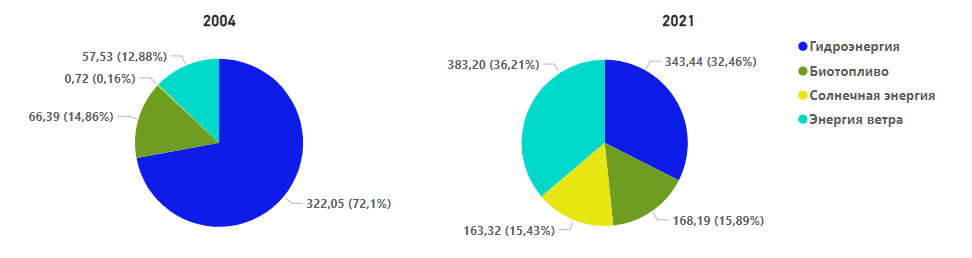 2004
57,53 (12,88%)
0,72 (0,16%)
66,39 (14,86%)
322,05 (72,1%)
2021
383,20 (36,21%)
343,44 (32,46%)
163,32 (15,43%)
168,19 (15,89%)
Гидроэнергия
Биотопливо
Солнечная энергия
Энергия ветра